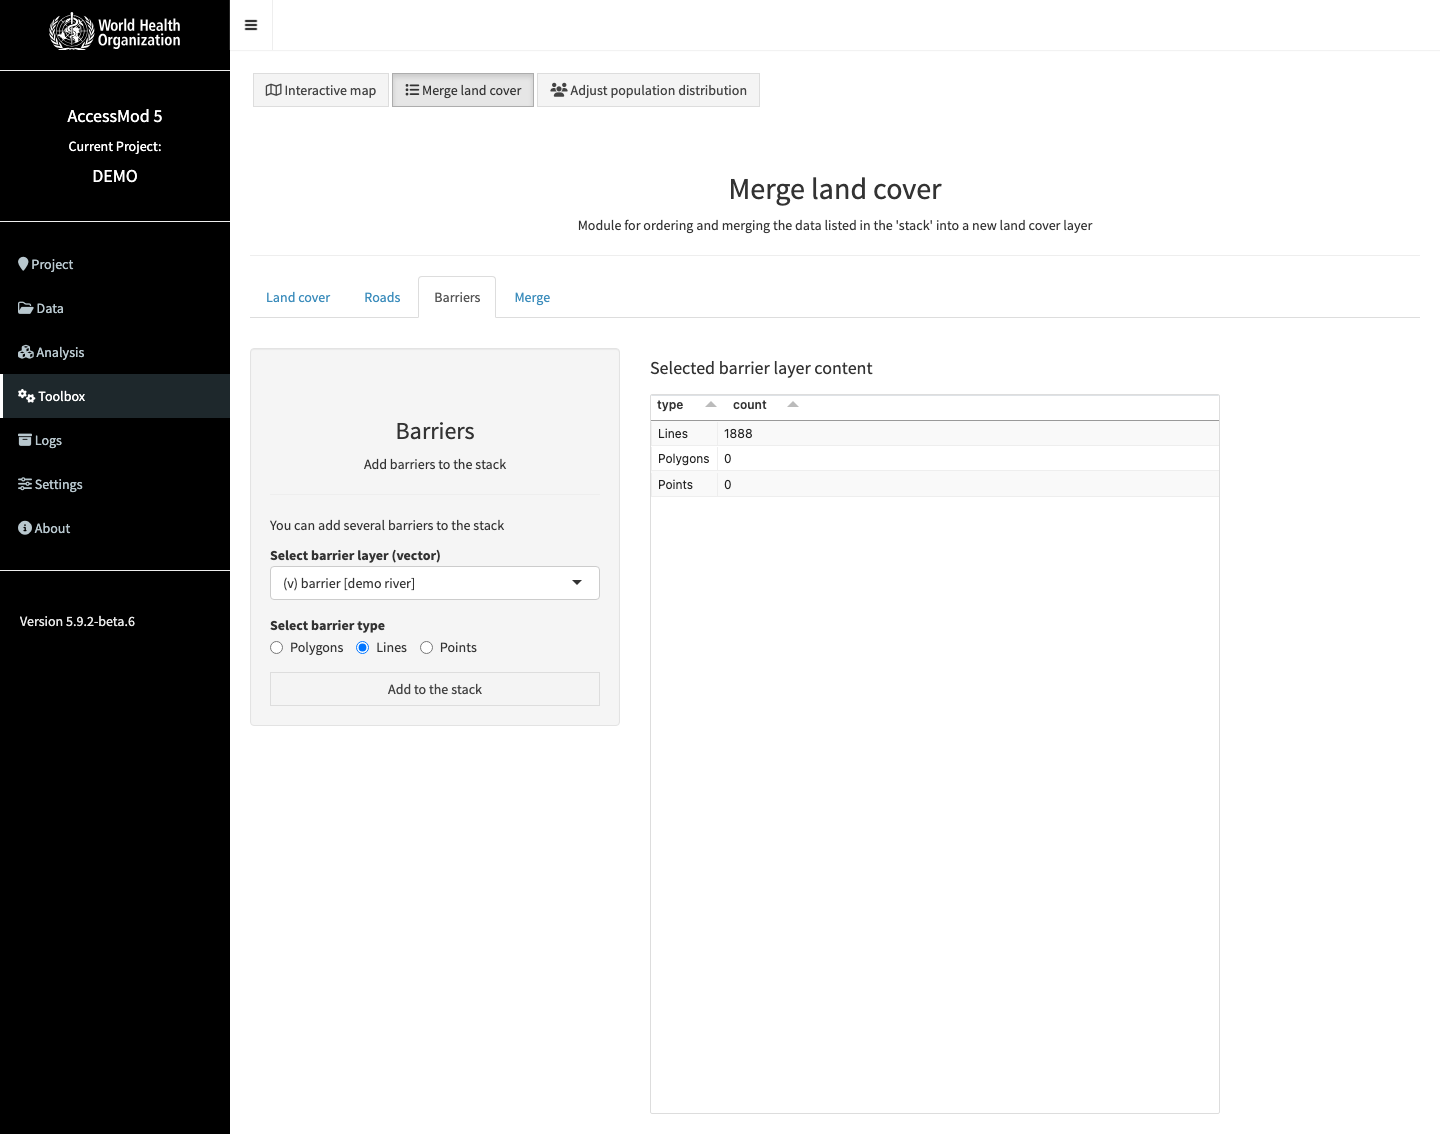 World Health
Organization
AccessMod 5
Current Project:
DEMO
Project
Data
Analysis
Toolbox
Logs
Settings
About
Version 5.9.2-beta.6
Interactive map
Merge land cover
Adjust population distribution
Merge land cover
Module for ordering and merging the data listed in the 'stack' into a new land cover layer
Land cover
Roads
Barriers
Merge
Barriers
Add barriers to the stack
You can add several barriers to the stack
Select barrier layer (vector)
(v) barrier [demo river]
Select barrier type
Polygons Lines Points
Add to the stack
Selected barrier layer content
type count
Lines 1888
Polygons 0
Points 0